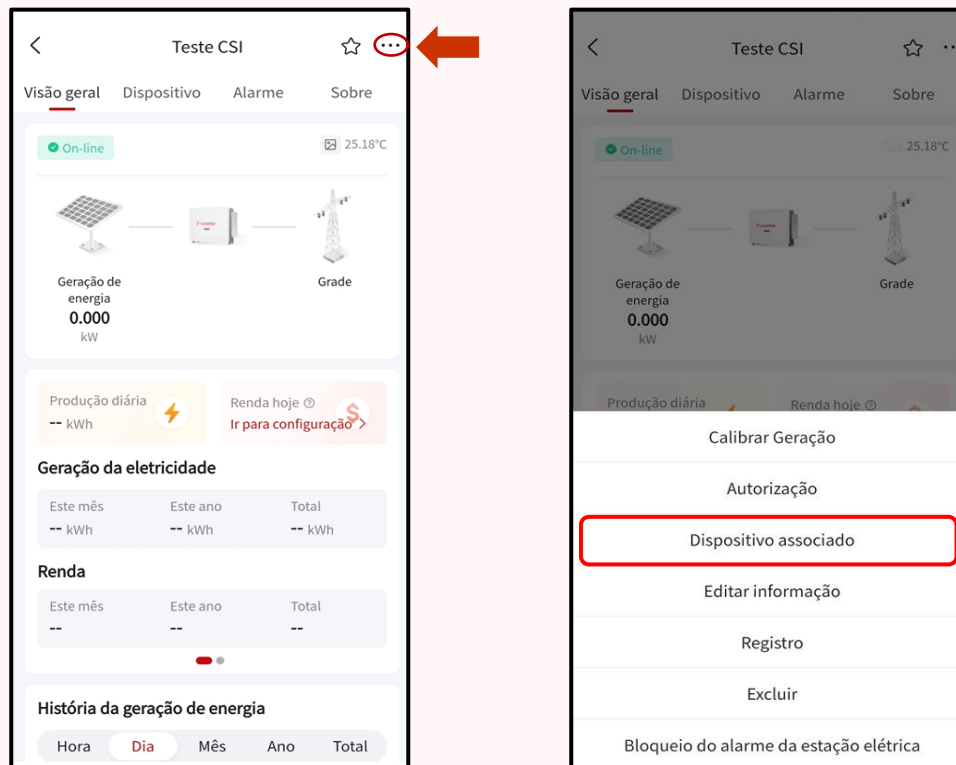 Teste CSI
Visão geral Dispositivo Alarme Sobre
On-line 25.18°C
Geração de
energia
0.000
kW
Grade
Produção diária
-- kWh
Renda hoje
Ir para configuração >
Geração da eletricidade
Este mês Este ano Total
-- kWh -- kWh -- kWh
Renda
Este mês Este ano Total
-- -- --
História da geração de energia
Hora Dia Mês Ano Total
Teste CSI
Visão geral Dispositivo Alarme Sobre
On-line 25.18°C
Geração de
energia
0.000
kW
Grade
Produção diária Renda hoje
Calibrar Geração
Autorização
Dispositivo associado
Editar informação
Registro
Excluir
Bloqueio do alarme da estação elétrica